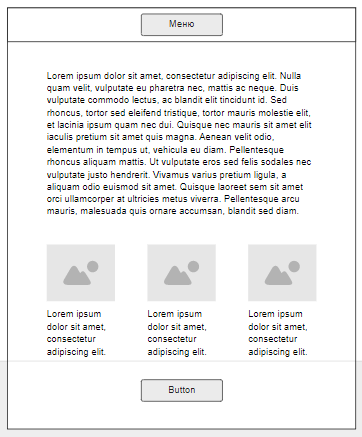 Меню
Lorem ipsum dolor sit amet, consectetur adipiscing elit. Nulla
quam velit, vulputate eu pharetra nec, mattis ac neque. Duis
vulputate commodo lectus, ac blandit elit tincidunt id. Sed
rhoncus, tortor sed eleifend tristique, tortor mauris molestie elit,
et lacinia ipsum quam nec dui. Quisque nec mauris sit amet elit
iaculis pretium sit amet quis magna. Aenean velit odio,
elementum in tempus ut, vehicula eu diam. Pellentesque
rhoncus aliquam mattis. Ut vulputate eros sed felis sodales nec
vulputate justo hendrerit. Vivamus varius pretium ligula, a
aliquam odio euismod sit amet. Quisque laoreet sem sit amet
orci ullamcorper at ultricies metus viverra. Pellentesque arcu
mauris, malesuada quis ornare accumsan, blandit sed diam.
Lorem ipsum
dolor sit amet,
consectetur
adipiscing elit.
Lorem ipsum
dolor sit amet,
consectetur
adipiscing elit.
Lorem ipsum
dolor sit amet,
consectetur
adipiscing elit.
Button